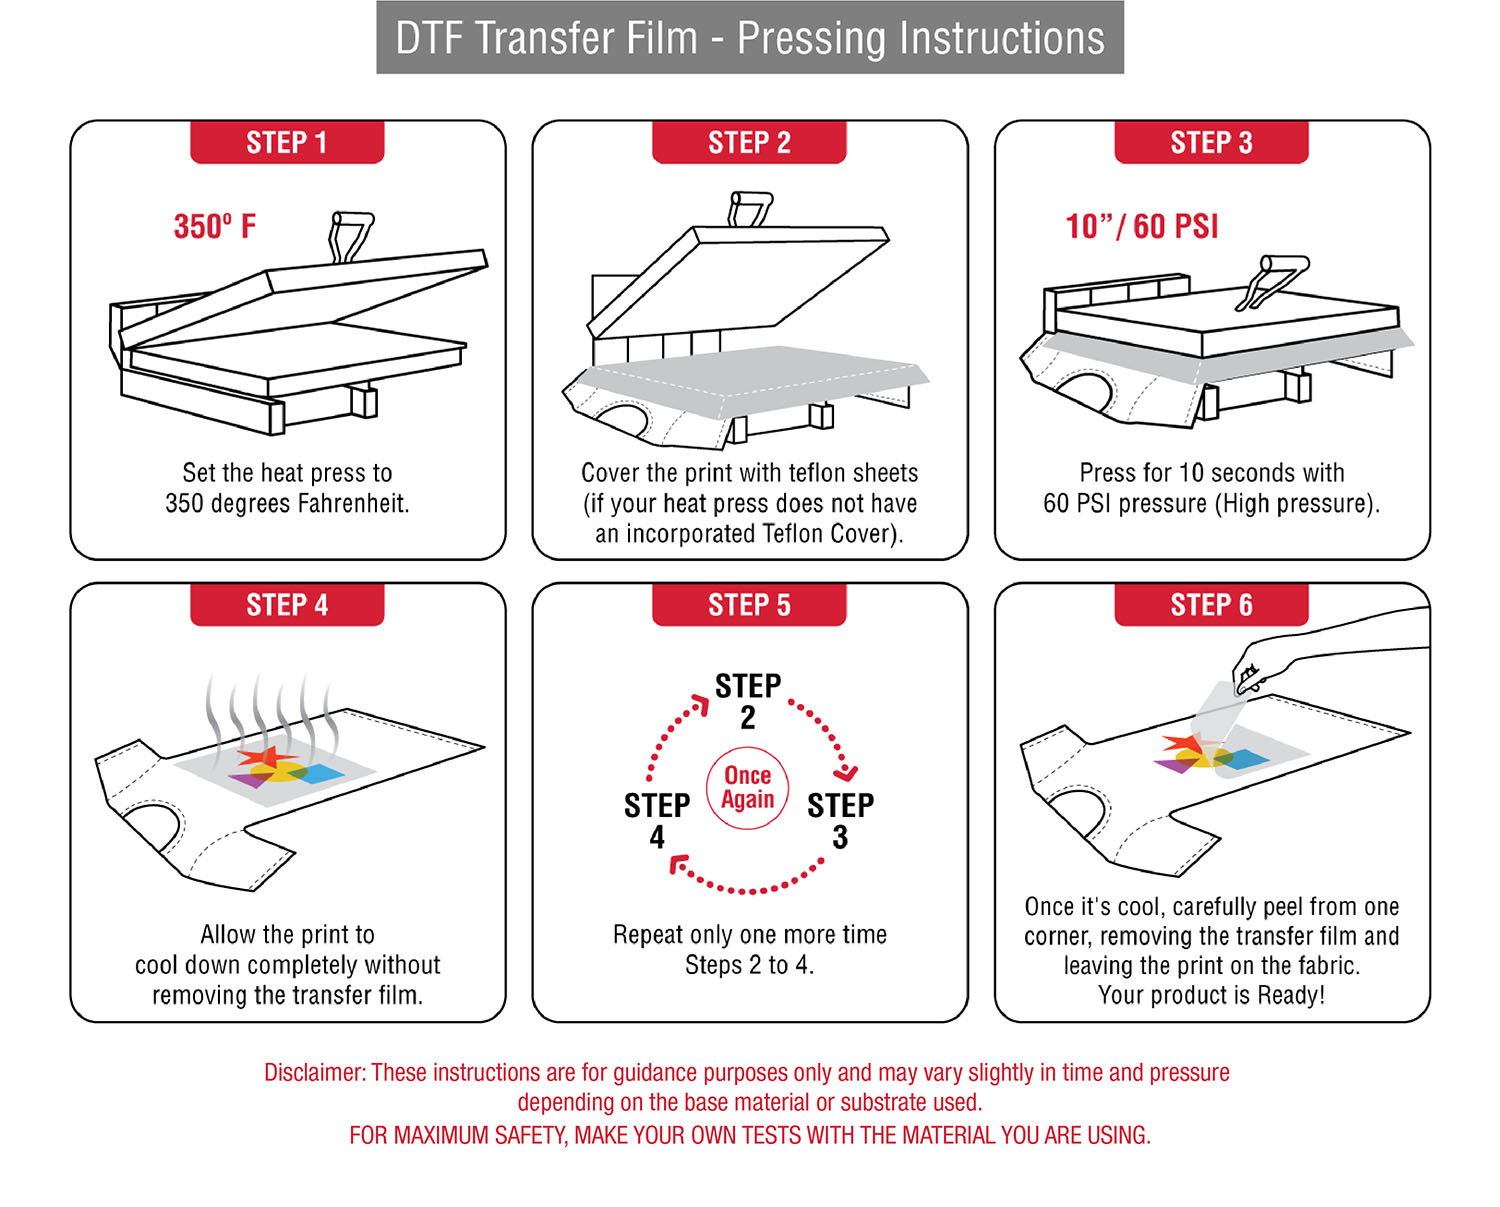 DTF Transfer Film - Pressing Instructions
STEP 1
350º F
Set the heat press to
350 degrees Fahrenheit.
STEP 2
Cover the print with teflon sheets
(if your heat press does not have
an incorporated Teflon Cover).
STEP 3
10”/ 60 PSI
Press for 10 seconds with
60 PSI pressure (High pressure).
STEP 4
Allow the print to
cool down completely without
removing the transfer film.
STEP 5
STEP
2
STEP
3
STEP
4
Once
Again
Repeat only one more time
Steps 2 to 4.
STEP 6
Once it's cool, carefully peel from one
corner, removing the transfer film and
leaving the print on the fabric.
Your product is Ready!
Disclaimer: These instructions are for guidance purposes only and may vary slightly in time and pressure
depending on the base material or substrate used.
FOR MAXIMUM SAFETY, MAKE YOUR OWN TESTS WITH THE MATERIAL YOU ARE USING.